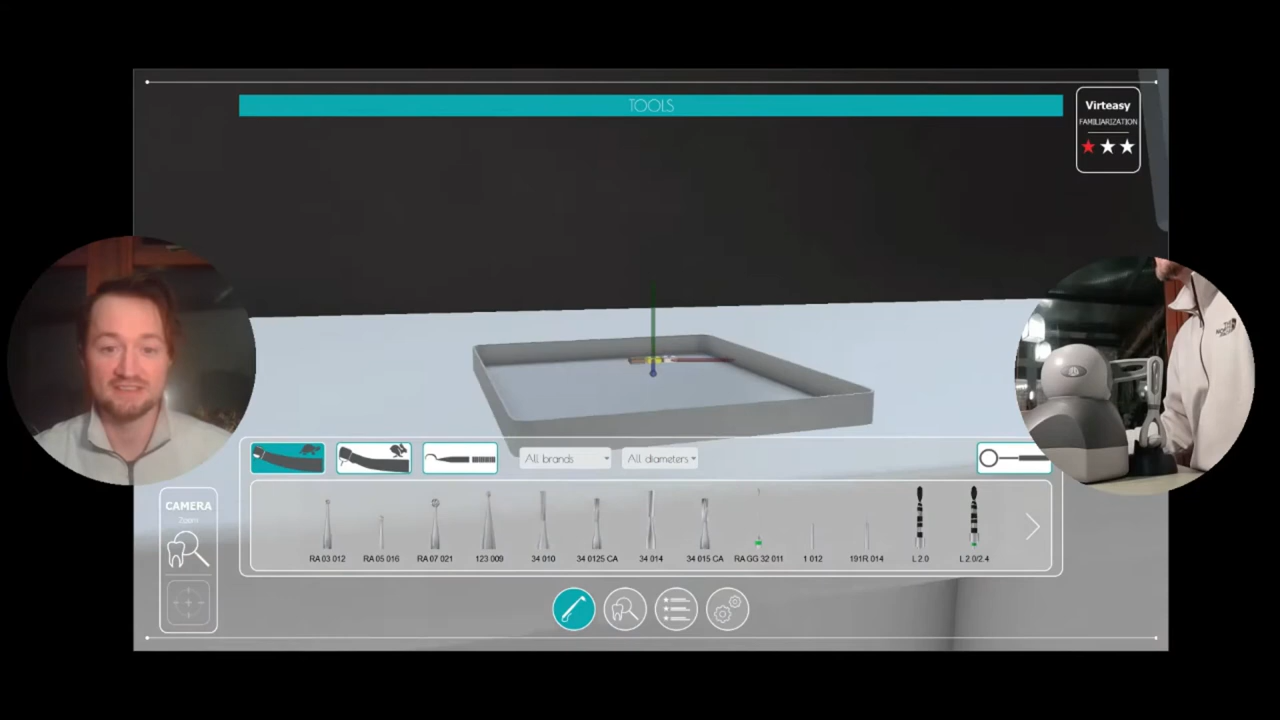 TOOLS
Virteasy
FAMILIARIZATION
All brands
All diameters
CAMERA
Zoom
RA 03 012
RA 05 016
RA 07 021
123 009
34 010
34 0125 CA
34 014
34 015 CA
RA GG 32 011
1 012
191R 014
L 2.0
L 2.0/2.4